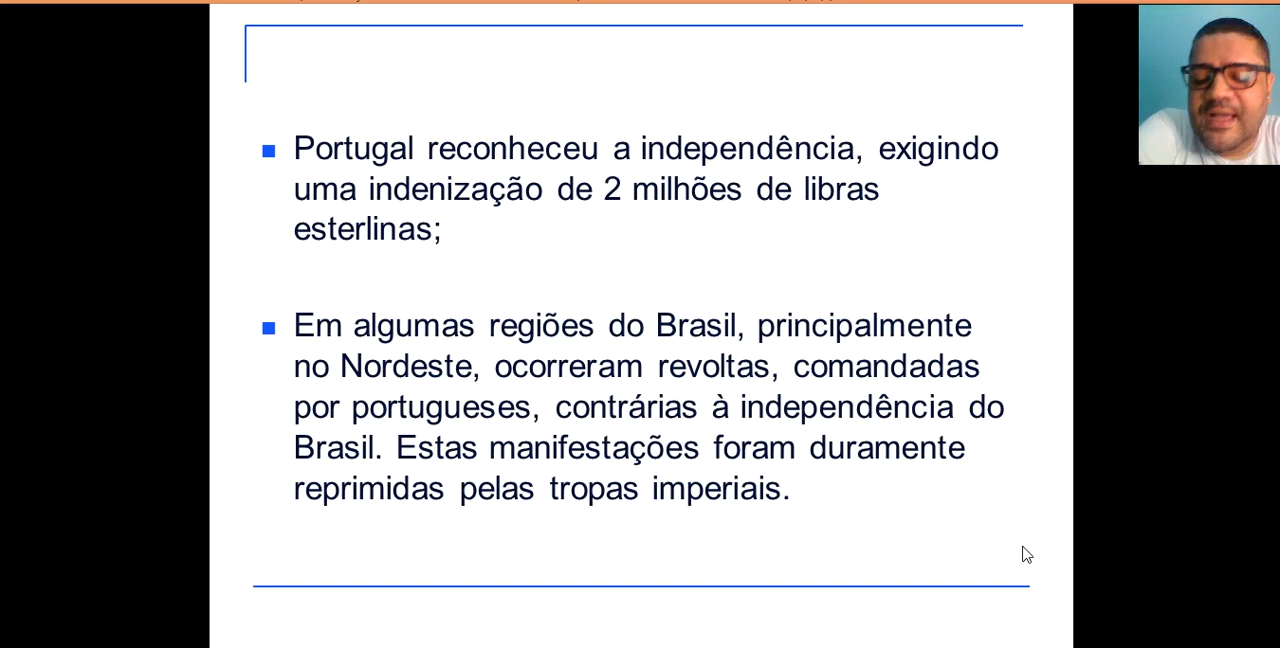 Portugal reconheceu a independência, exigindo
uma indenização de 2 milhões de libras
esterlinas;
Em algumas regiões do Brasil, principalmente
no Nordeste, ocorreram revoltas, comandadas
por portugueses, contrárias à independência do
Brasil. Estas manifestações foram duramente
reprimidas pelas tropas imperiais.